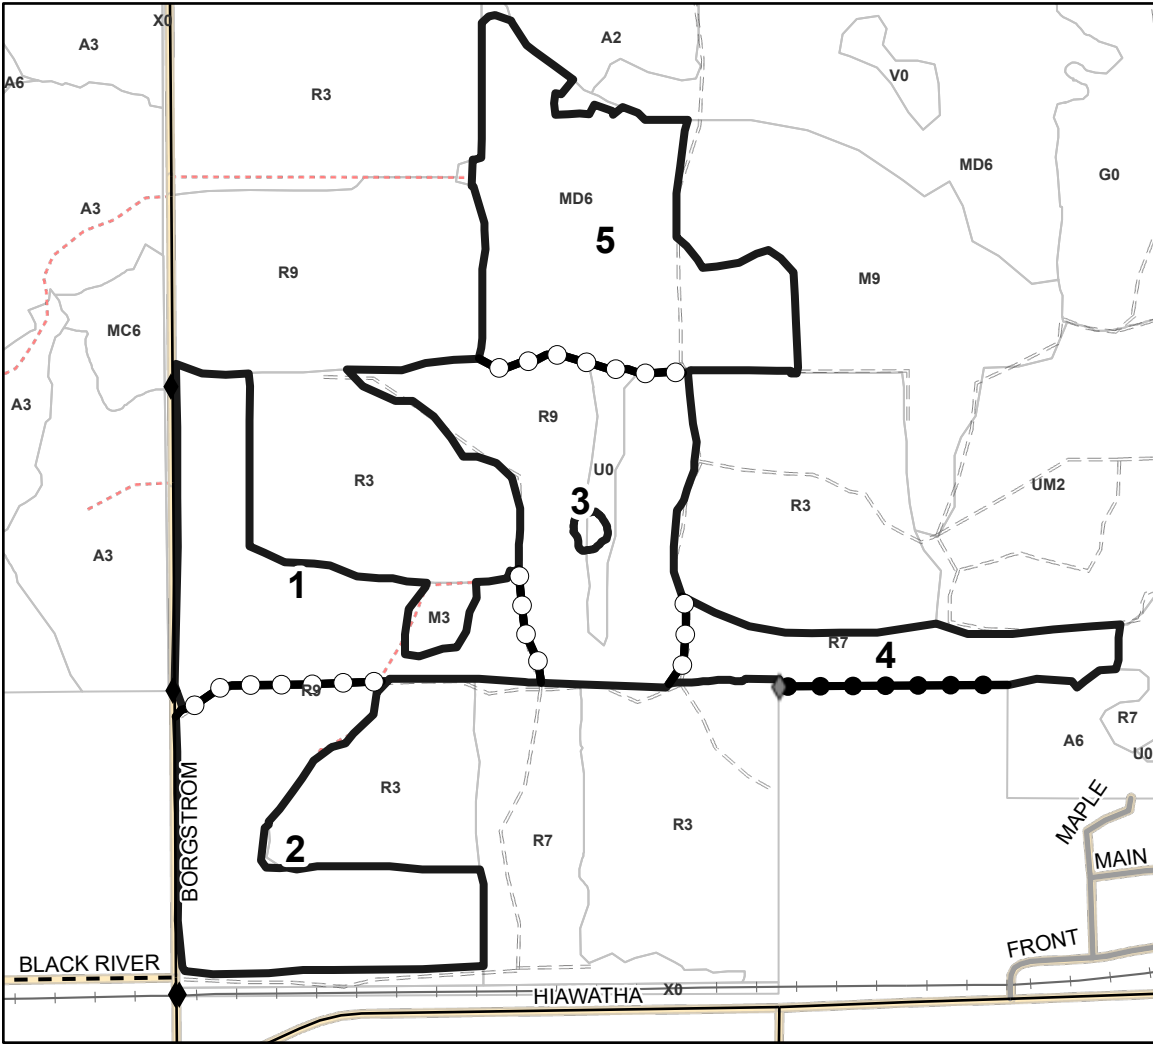 X0
A3
A2
A6
V0
R3
MD6
G0
MD6
A3
5
R9
M9
MC6
A3
R9
R3
U0
UM2
3
R3
A3
1
M3
R7
4
R9
R7
A6
U0
BORGSTROM
R3
MAPLE
R3
R7
2
MAIN
FRONT
BLACK RIVER
X0
HIAWATHA